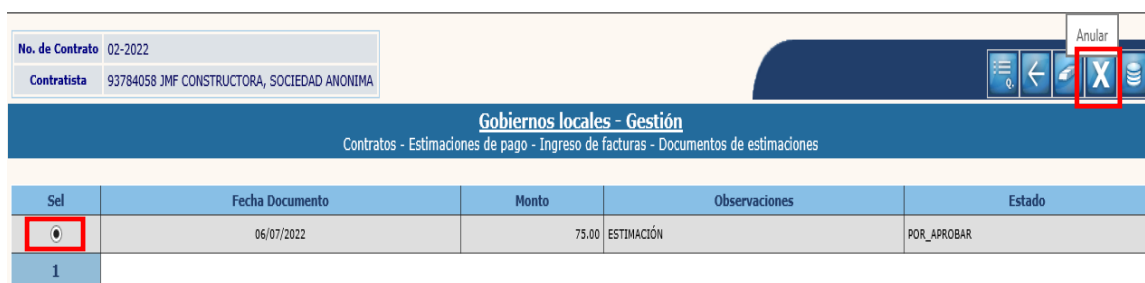 Anular
No. de Contrato 02-2022
Contratista 93784058 JMF CONSTRUCTORA, SOCIEDAD ANONIMA
Q.
X
Gobiernos locales - Gestión
Contratos - Estimaciones de pago - Ingreso de facturas - Documentos de estimaciones
Sel Fecha Documento Monto Observaciones Estado
06/07/2022 75.00 ESTIMACIÓN POR_APROBAR
1